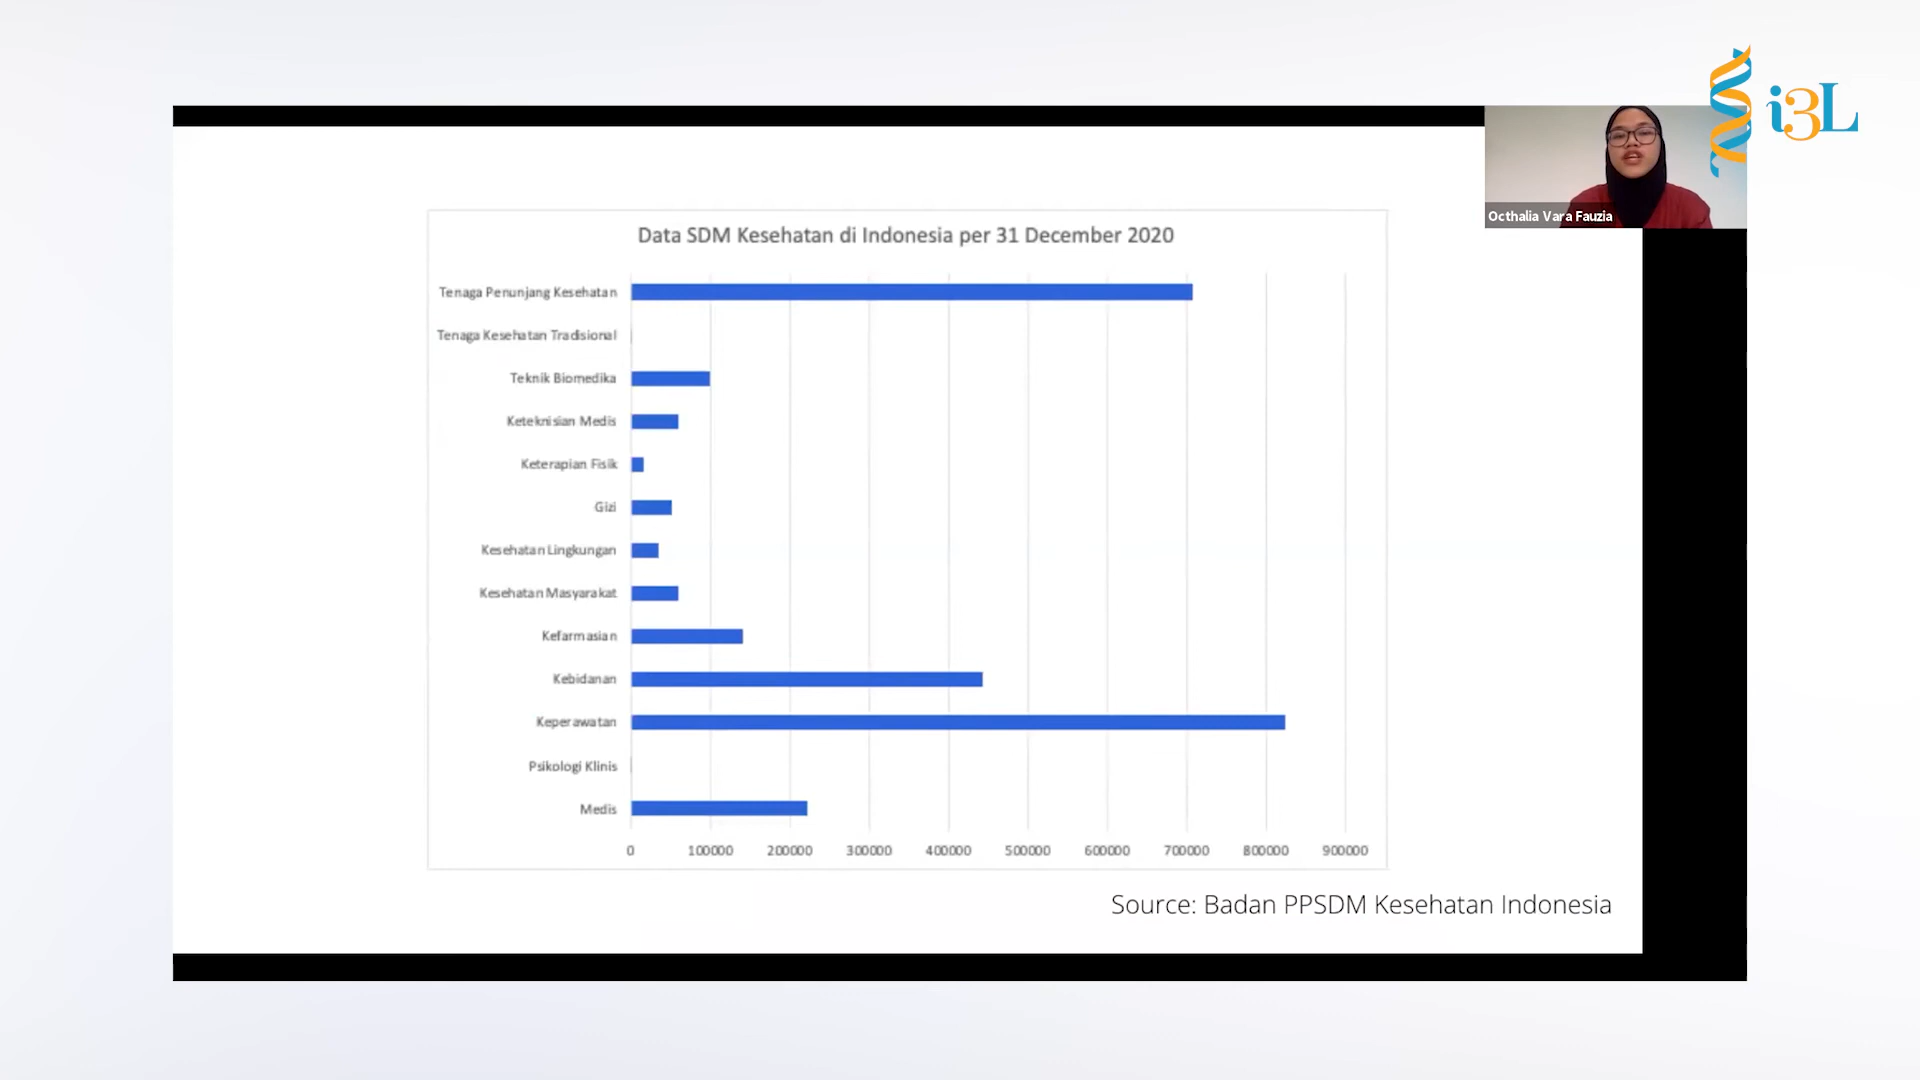 i3L
Octhalia Vara Fauzia
Data SDM Kesehatan di Indonesia per 31 December 2020
Tenaga Penunjang Kesehatan
Tenaga Kesehatan Tradisional
Teknik Biomedika
Keteknisian Medis
Keterapian Fisik
Gizi
Kesehatan Lingkungan
Kesehatan Masyarakat
Kefarmasian
Kebidanan
Keperawatan
Psikologi Klinis
Medis
0 100000 200000 300000 400000 500000 600000 700000 800000 900000
Source: Badan PPSDM Kesehatan Indonesia